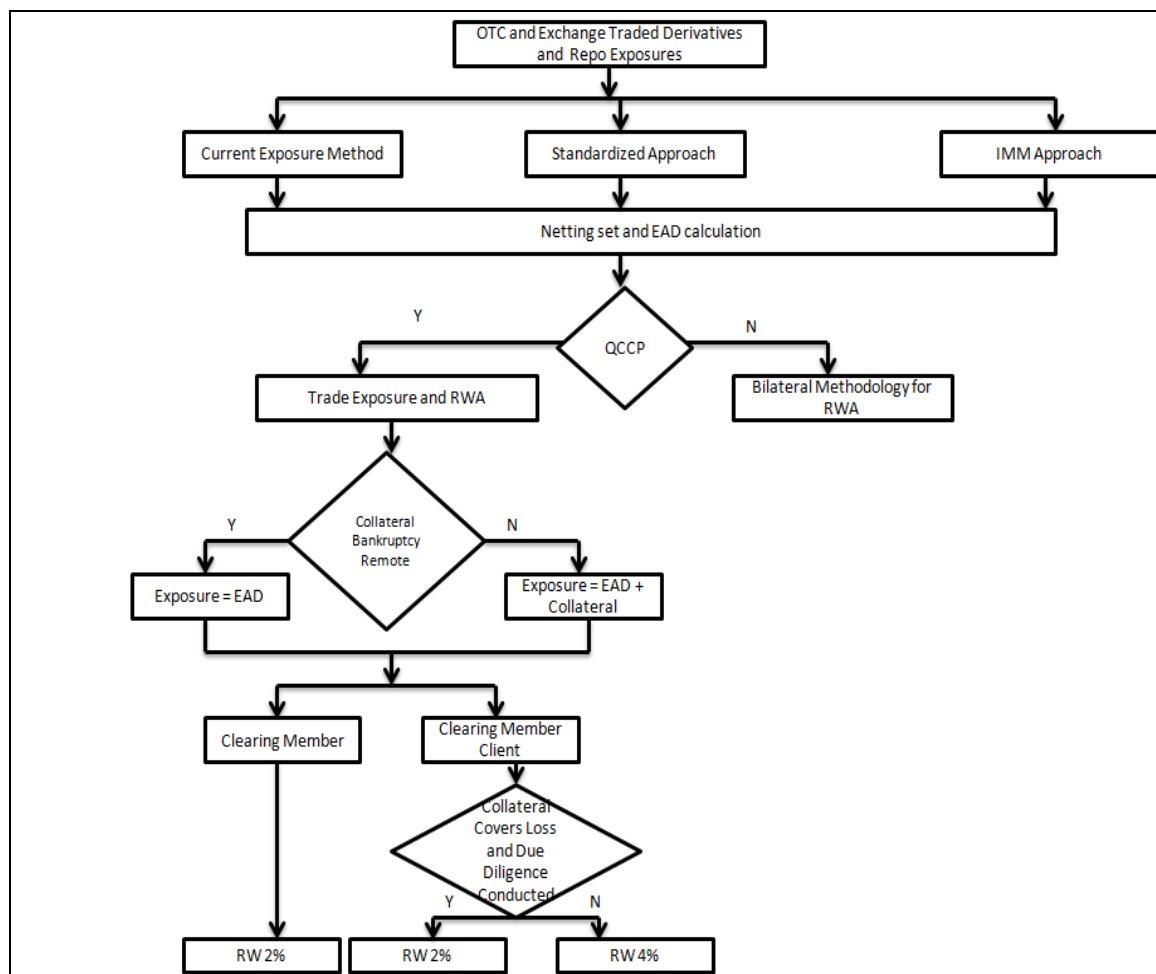 OTC and Exchange Traded Derivatives
and Repo Exposures
Current Exposure Method
Standardized Approach
IMM Approach
Netting set and EAD calculation
Y
N
QCCP
Trade Exposure and RWA
Bilateral Methodology for
RWA
Y
N
Collateral
Bankruptcy
Remote
Exposure = EAD
Exposure = EAD +
Collateral
Clearing Member
Clearing Member
Client
Collateral
Covers Loss
and Due
Diligence
Conducted
Y
N
RW 2%
RW 2%
RW 4%